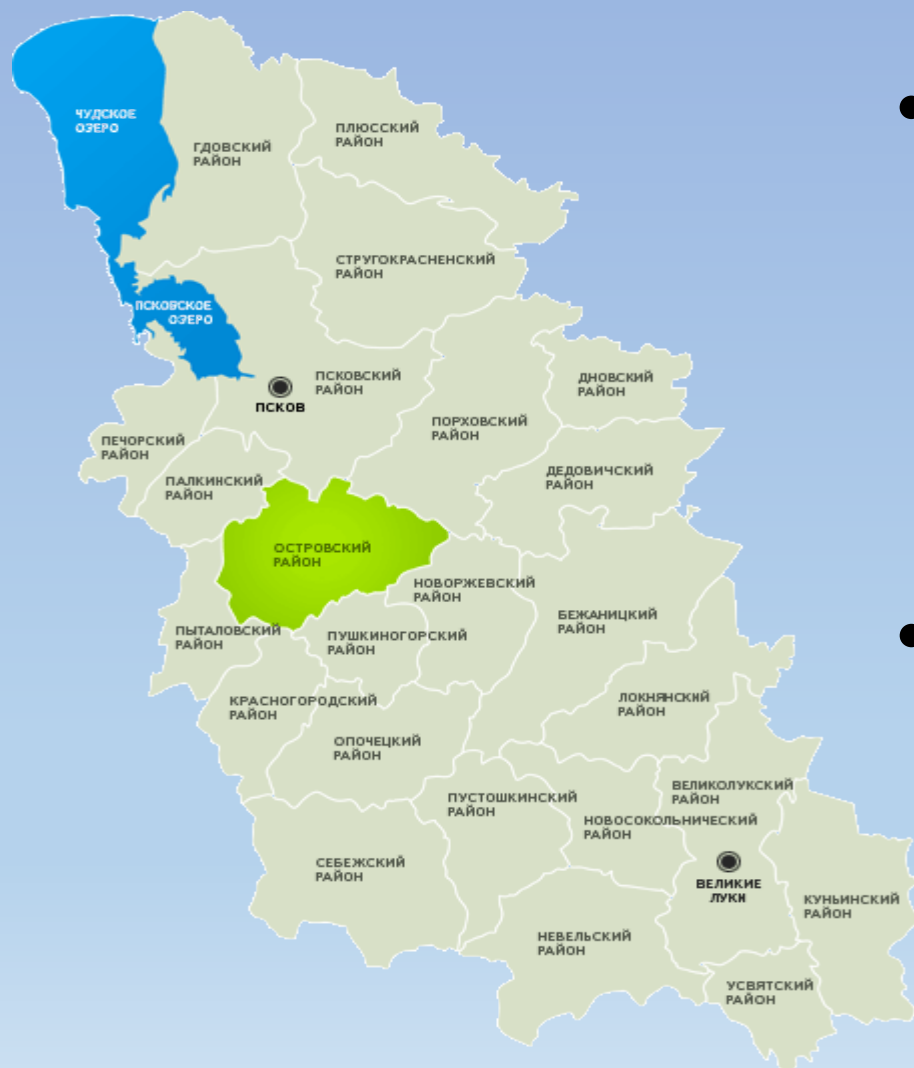 ЧУДСКОЕ
ОЗЕРО
ГДОВСКИЙ
РАЙОН
ПЛЮССКИЙ
РАЙОН
СТРУГОКРАСНЕНСКИЙ
РАЙОН
ПСКОВСКОЕ
ОЗЕРО
ПСКОВСКИЙ
РАЙОН
ПСКОВ
ДНОВСКИЙ
РАЙОН
ПОРХОВСКИЙ
РАЙОН
ПЕЧОРСКИЙ
РАЙОН
ДЕДОВИЧСКИЙ
РАЙОН
ПАЛКИНСКИЙ
РАЙОН
ОСТРОВСКИЙ
РАЙОН
НОВОРЖЕВСКИЙ
РАЙОН
БЕЖАНИЦКИЙ
РАЙОН
ПЫТАЛОВСКИЙ
РАЙОН
ПУШКИНОГОРСКИЙ
РАЙОН
ЛОКНЯНСКИЙ
РАЙОН
КРАСНОГОРОДСКИЙ
РАЙОН
ОПОЧЕЦКИЙ
РАЙОН
ВЕЛИКОЛУКСКИЙ
РАЙОН
ПУСТОШКИНСКИЙ
РАЙОН
НОВОСОКОЛЬНИЧЕСКИЙ
РАЙОН
СЕБЕЖСКИЙ
РАЙОН
ВЕЛИКИЕ
ЛУКИ
КУНЬИНСКИЙ
РАЙОН
НЕВЕЛЬСКИЙ
РАЙОН
УСВЯТСКИЙ
РАЙОН